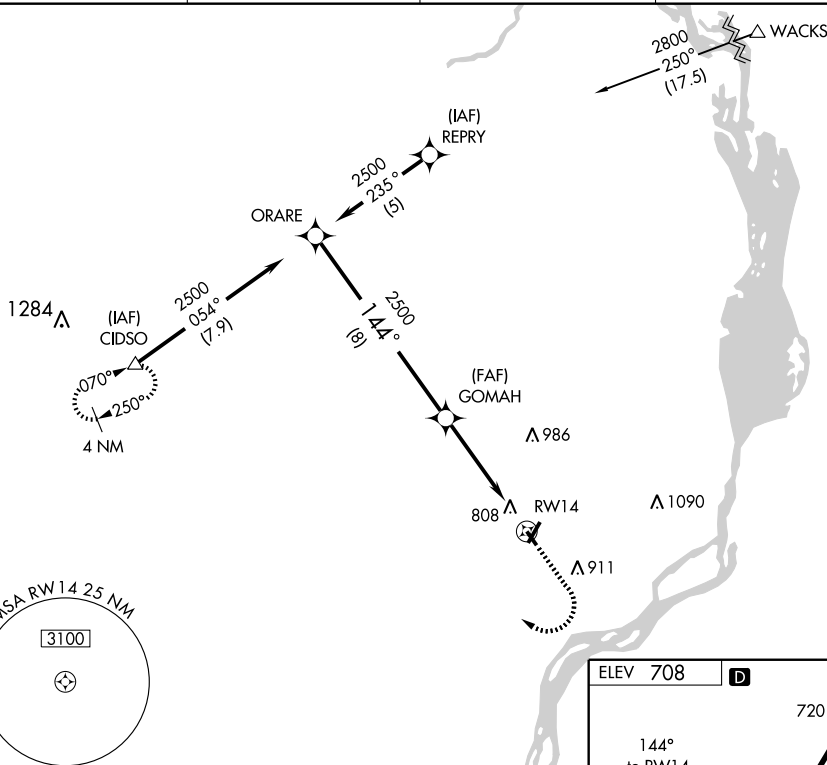 WACKS
2800
250°
(17.5)
(IAF)
REPRY
2500
235°
(5)
ORARE
2500
054°
(7.9)
1284
(IAF)
CIDSO
070°
250°
4 NM
2500
144°
(8)
(FAF)
GOMAH
986
808
RW14
1090
911
MSA RW14 25 NM
3100
ELEV 708
D
720
144°
to RW14